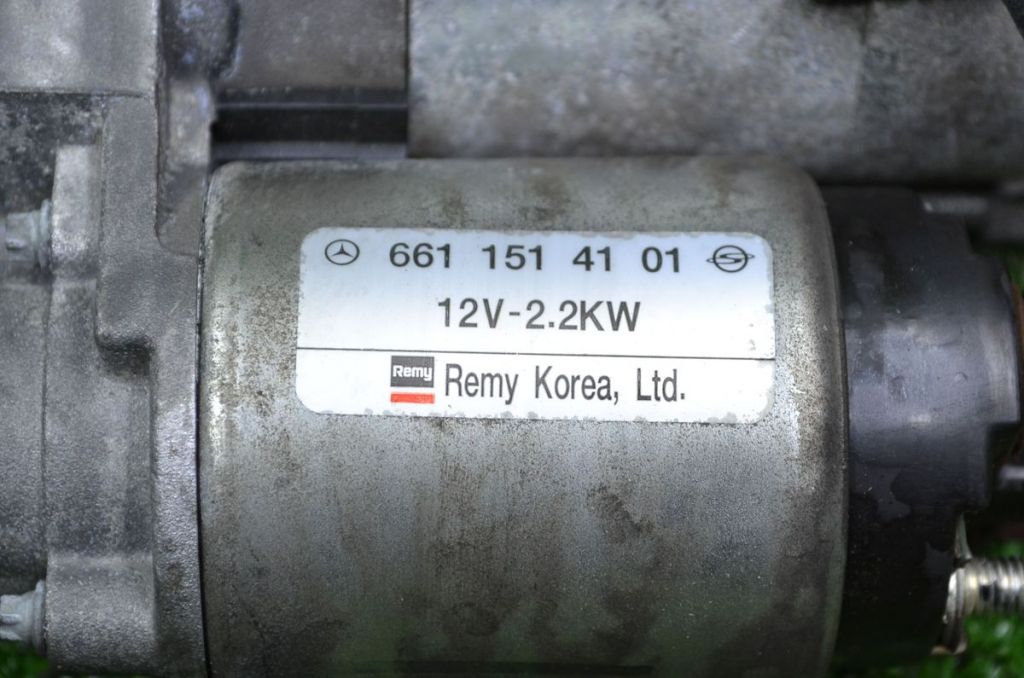 661 151 41 01
12V-2.2KW
Remy Remy Korea, Ltd.